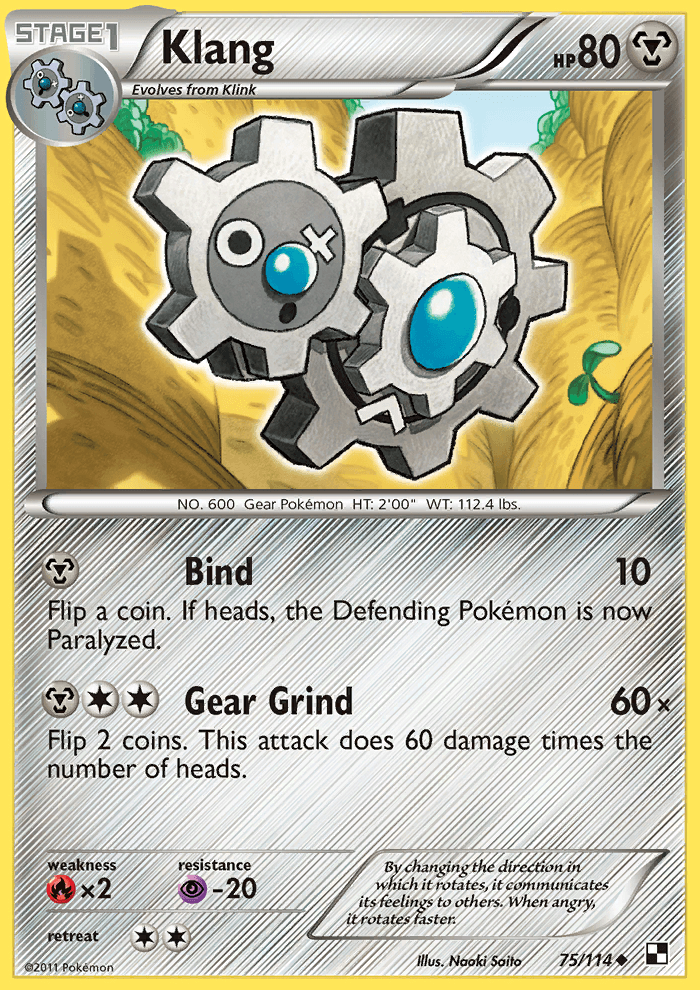 STAGE1
Klang
HP80
Evolves from Klink
NO. 600 Gear Pokémon HT: 2'00" WT: 112.4 lbs.
Bind 10
Flip a coin. If heads, the Defending Pokémon is now
Paralyzed.
Gear Grind 60×
Flip 2 coins. This attack does 60 damage times the
number of heads.
weakness
×2
resistance
-20
retreat
By changing the direction in
which it rotates, it communicates
its feelings to others. When angry,
it rotates faster.
©2011 Pokémon
Illus. Naoki Saito
75/114